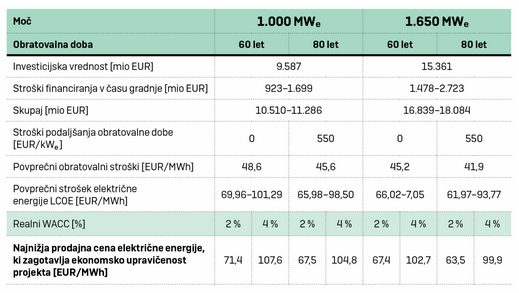 Moč 1.000 MWe 1.650 MWe
Obratovalna doba 60 let 80 let 60 let 80 let
Investicijska vrednost [mio EUR] 9.587 15.361
Stroški financiranja v času gradnje [mio EUR] 923–1.699 1.478–2.723
Skupaj [mio EUR] 10.510–11.286 16.839–18.084
Stroški podaljšanja obratovalne dobe
[EUR/kWe] 0 550 0 550
Povprečni obratovalni stroški [EUR/MWh] 48,6 45,6 45,2 41,9
Povprečni strošek električne
energije LCOE [EUR/MWh] 69,96–101,29 65,98–98,50 66,02–7,05 61,97–93,77
Realni WACC [%] 2 % 4 % 2 % 4 % 2 % 4 % 2 % 4 %
Najnižja prodajna cena električne energije,
ki zagotavlja ekonomsko upravičenost
projekta [EUR/MWh] 71,4 107,6 67,5 104,8 67,4 102,7 63,5 99,9